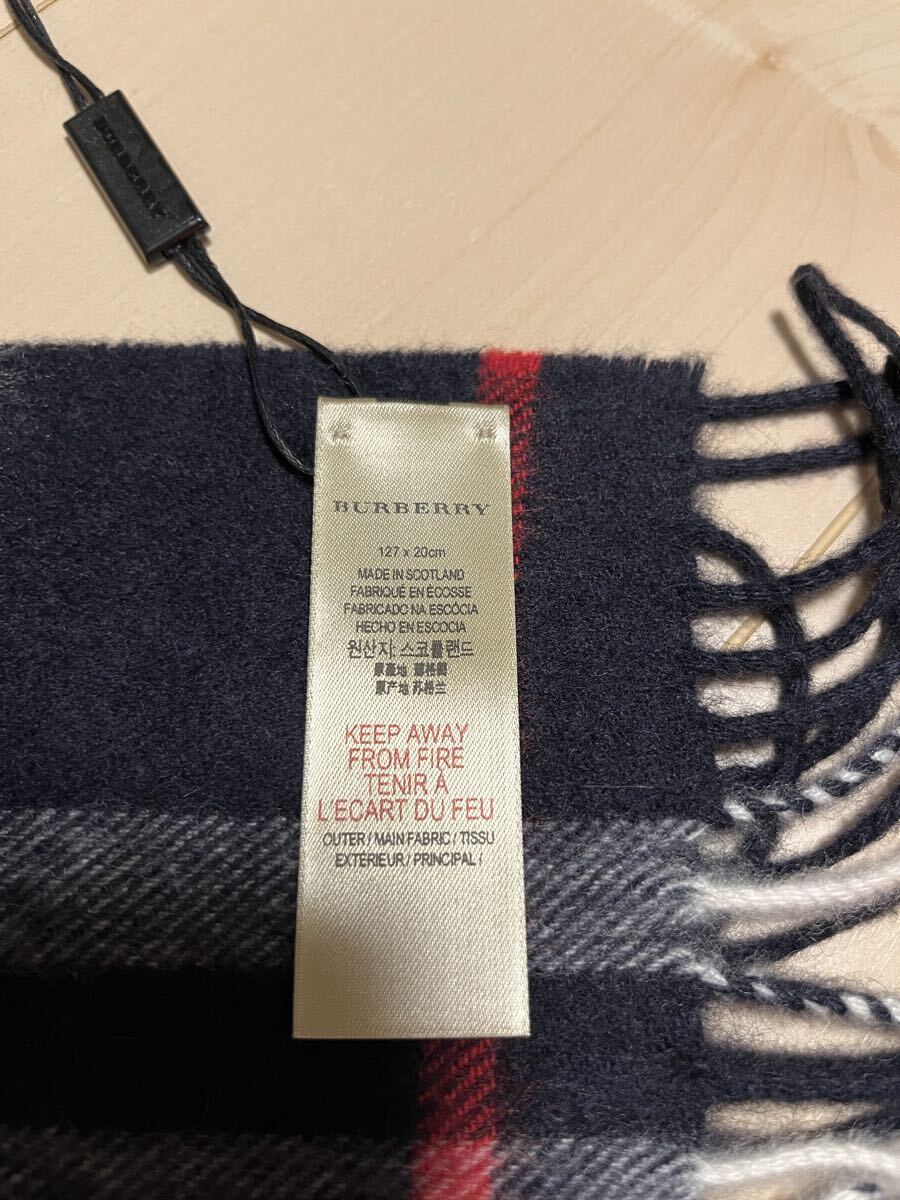 BURBERRY
BURBERRY
127 x 20cm
MADE IN SCOTLAND
FABRIQUÉ EN ÉCOSSE
FABRICADO NA ESCÓCIA
HECHO EN ESCOCIA
원산지: 스코틀랜드
原產地 蘇格蘭
原产地 苏格兰
KEEP AWAY
FROM FIRE
TENIR À
L'ECART DU FEU
OUTER / MAIN FABRIC / TISSU
EXTERIEUR / PRINCIPAL /